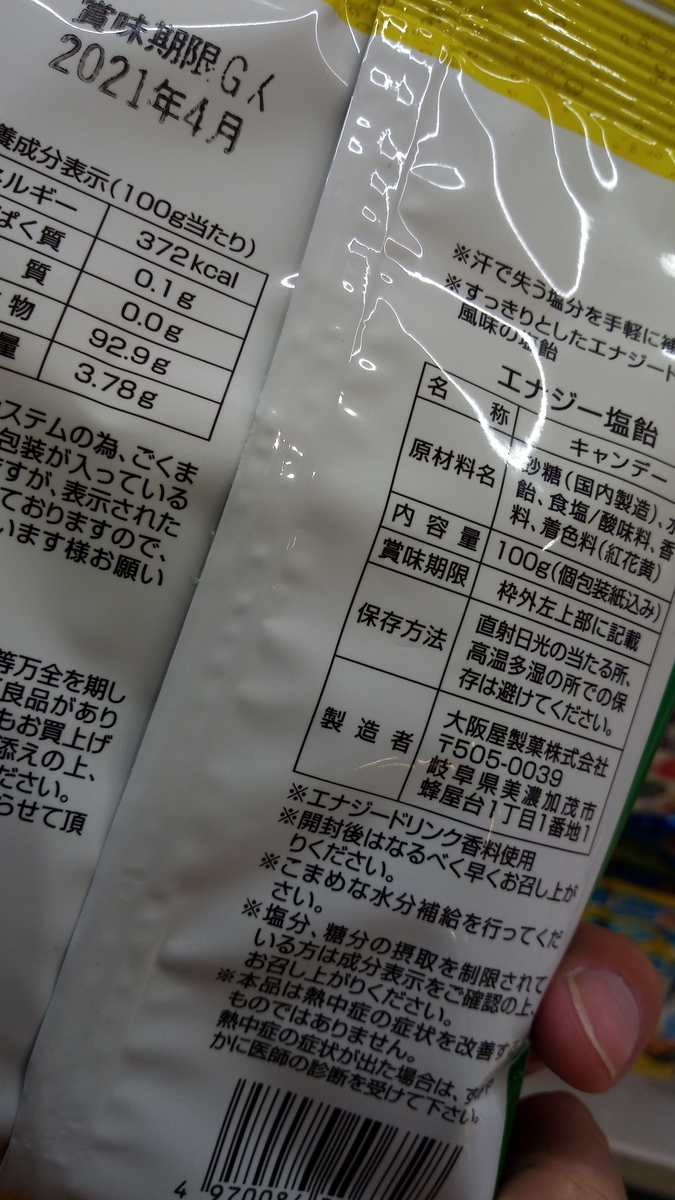 賞味期限G人
2021年4月
養成分表示(100g当たり)
ルギー 372kcal
ぱく質 0.1g
質 0.0g
物 92.9g
量 3.78g
ステムの為、ごくま
包装が入っている
すが、表示された
ておりますので、
います様お願い
等万全を期し
良品があり
もお買上げ
添えの上、
ださい。
らせて頂
※汗で失う塩分を手軽に補
※すっきりとしたエナジード
風味の塩飴
エナジー塩飴
名称 キャンデー
原材料名 砂糖(国内製造)、水
飴、食塩/酸味料、香
料、着色料(紅花黄)
内容量 100g(個包装紙込み)
賞味期限 枠外左上部に記載
保存方法 直射日光の当たる所、
高温多湿の所での保
存は避けてください。
製造者 大阪屋製菓株式会社
〒505-0039
岐阜県美濃加茂市
蜂屋台1丁目1番地1
※エナジードリンク香料使用
※開封後はなるべく早くお召し上が
りください。
※こまめな水分補給を行ってくだ
さい。
※塩分、糖分の摂取を制限されて
いる方は成分表示をご確認の上、
お召し上がりください。
※本品は熱中症の症状を改善す
ものではありません。
熱中症の症状が出た場合は、すみや
かに医師の診断を受けて下さい。
4 970084